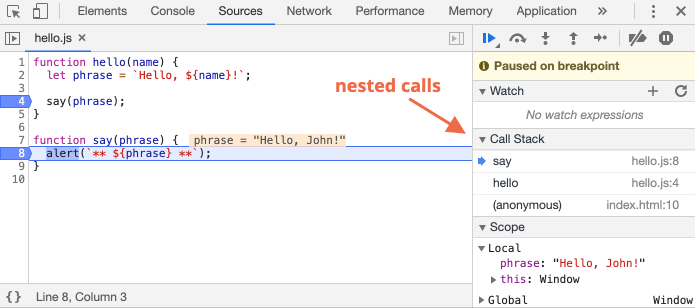 Elements Console Sources Network Performance Memory »
hello.js ×
1 function hello(name) {
2 let phrase = `Hello, ${name}!`;
3
4 say(phrase);
5 }
6
7 function say(phrase) { phrase = "Hello, John!"
8 alert(`** ${phrase} **`);
9 }
10
{} Line 8, Column 3
nested calls
Paused on breakpoint
Watch
No watch expressions
Call Stack
say hello.js:8
hello hello.js:4
(anonymous) index.html:10
Scope
Local
phrase: "Hello, John!"
this: Window
Global Window